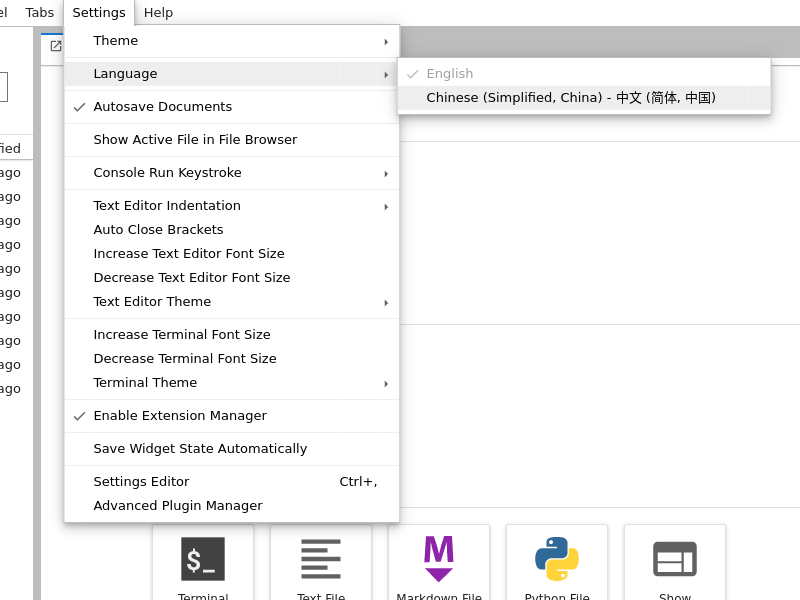 el Tabs Settings Help
Theme
Language
English
Chinese (Simplified, China) - 中文 (简体, 中国)
Autosave Documents
Show Active File in File Browser
fied
Console Run Keystroke
ago
ago
Text Editor Indentation
ago
Auto Close Brackets
ago
Increase Text Editor Font Size
ago
Decrease Text Editor Font Size
ago
Text Editor Theme
ago
Increase Terminal Font Size
ago
Decrease Terminal Font Size
ago
Terminal Theme
ago
Enable Extension Manager
Save Widget State Automatically
Settings Editor Ctrl+,
Advanced Plugin Manager
$_
M
Terminal Text File Markdown File Python File Show